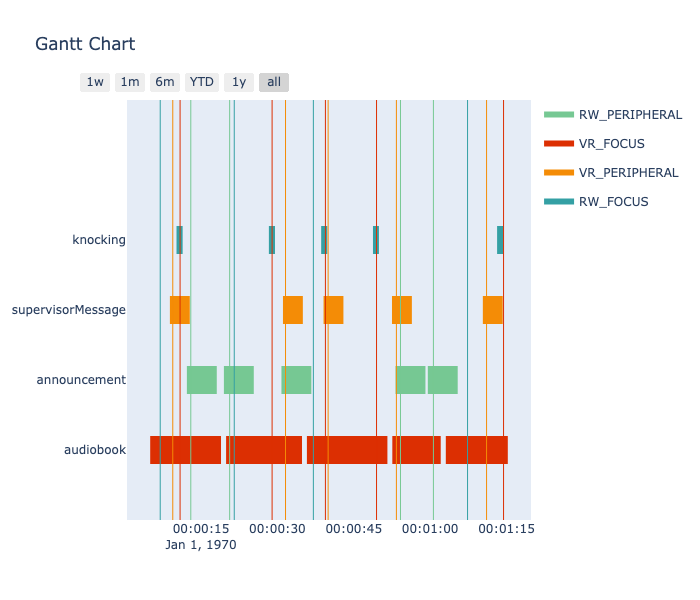 Gantt Chart
1w 1m 6m YTD 1y all
RW_PERIPHERAL
VR_FOCUS
VR_PERIPHERAL
RW_FOCUS
knocking
supervisorMessage
announcement
audiobook
00:00:15 00:00:30 00:00:45 00:01:00 00:01:15
Jan 1, 1970